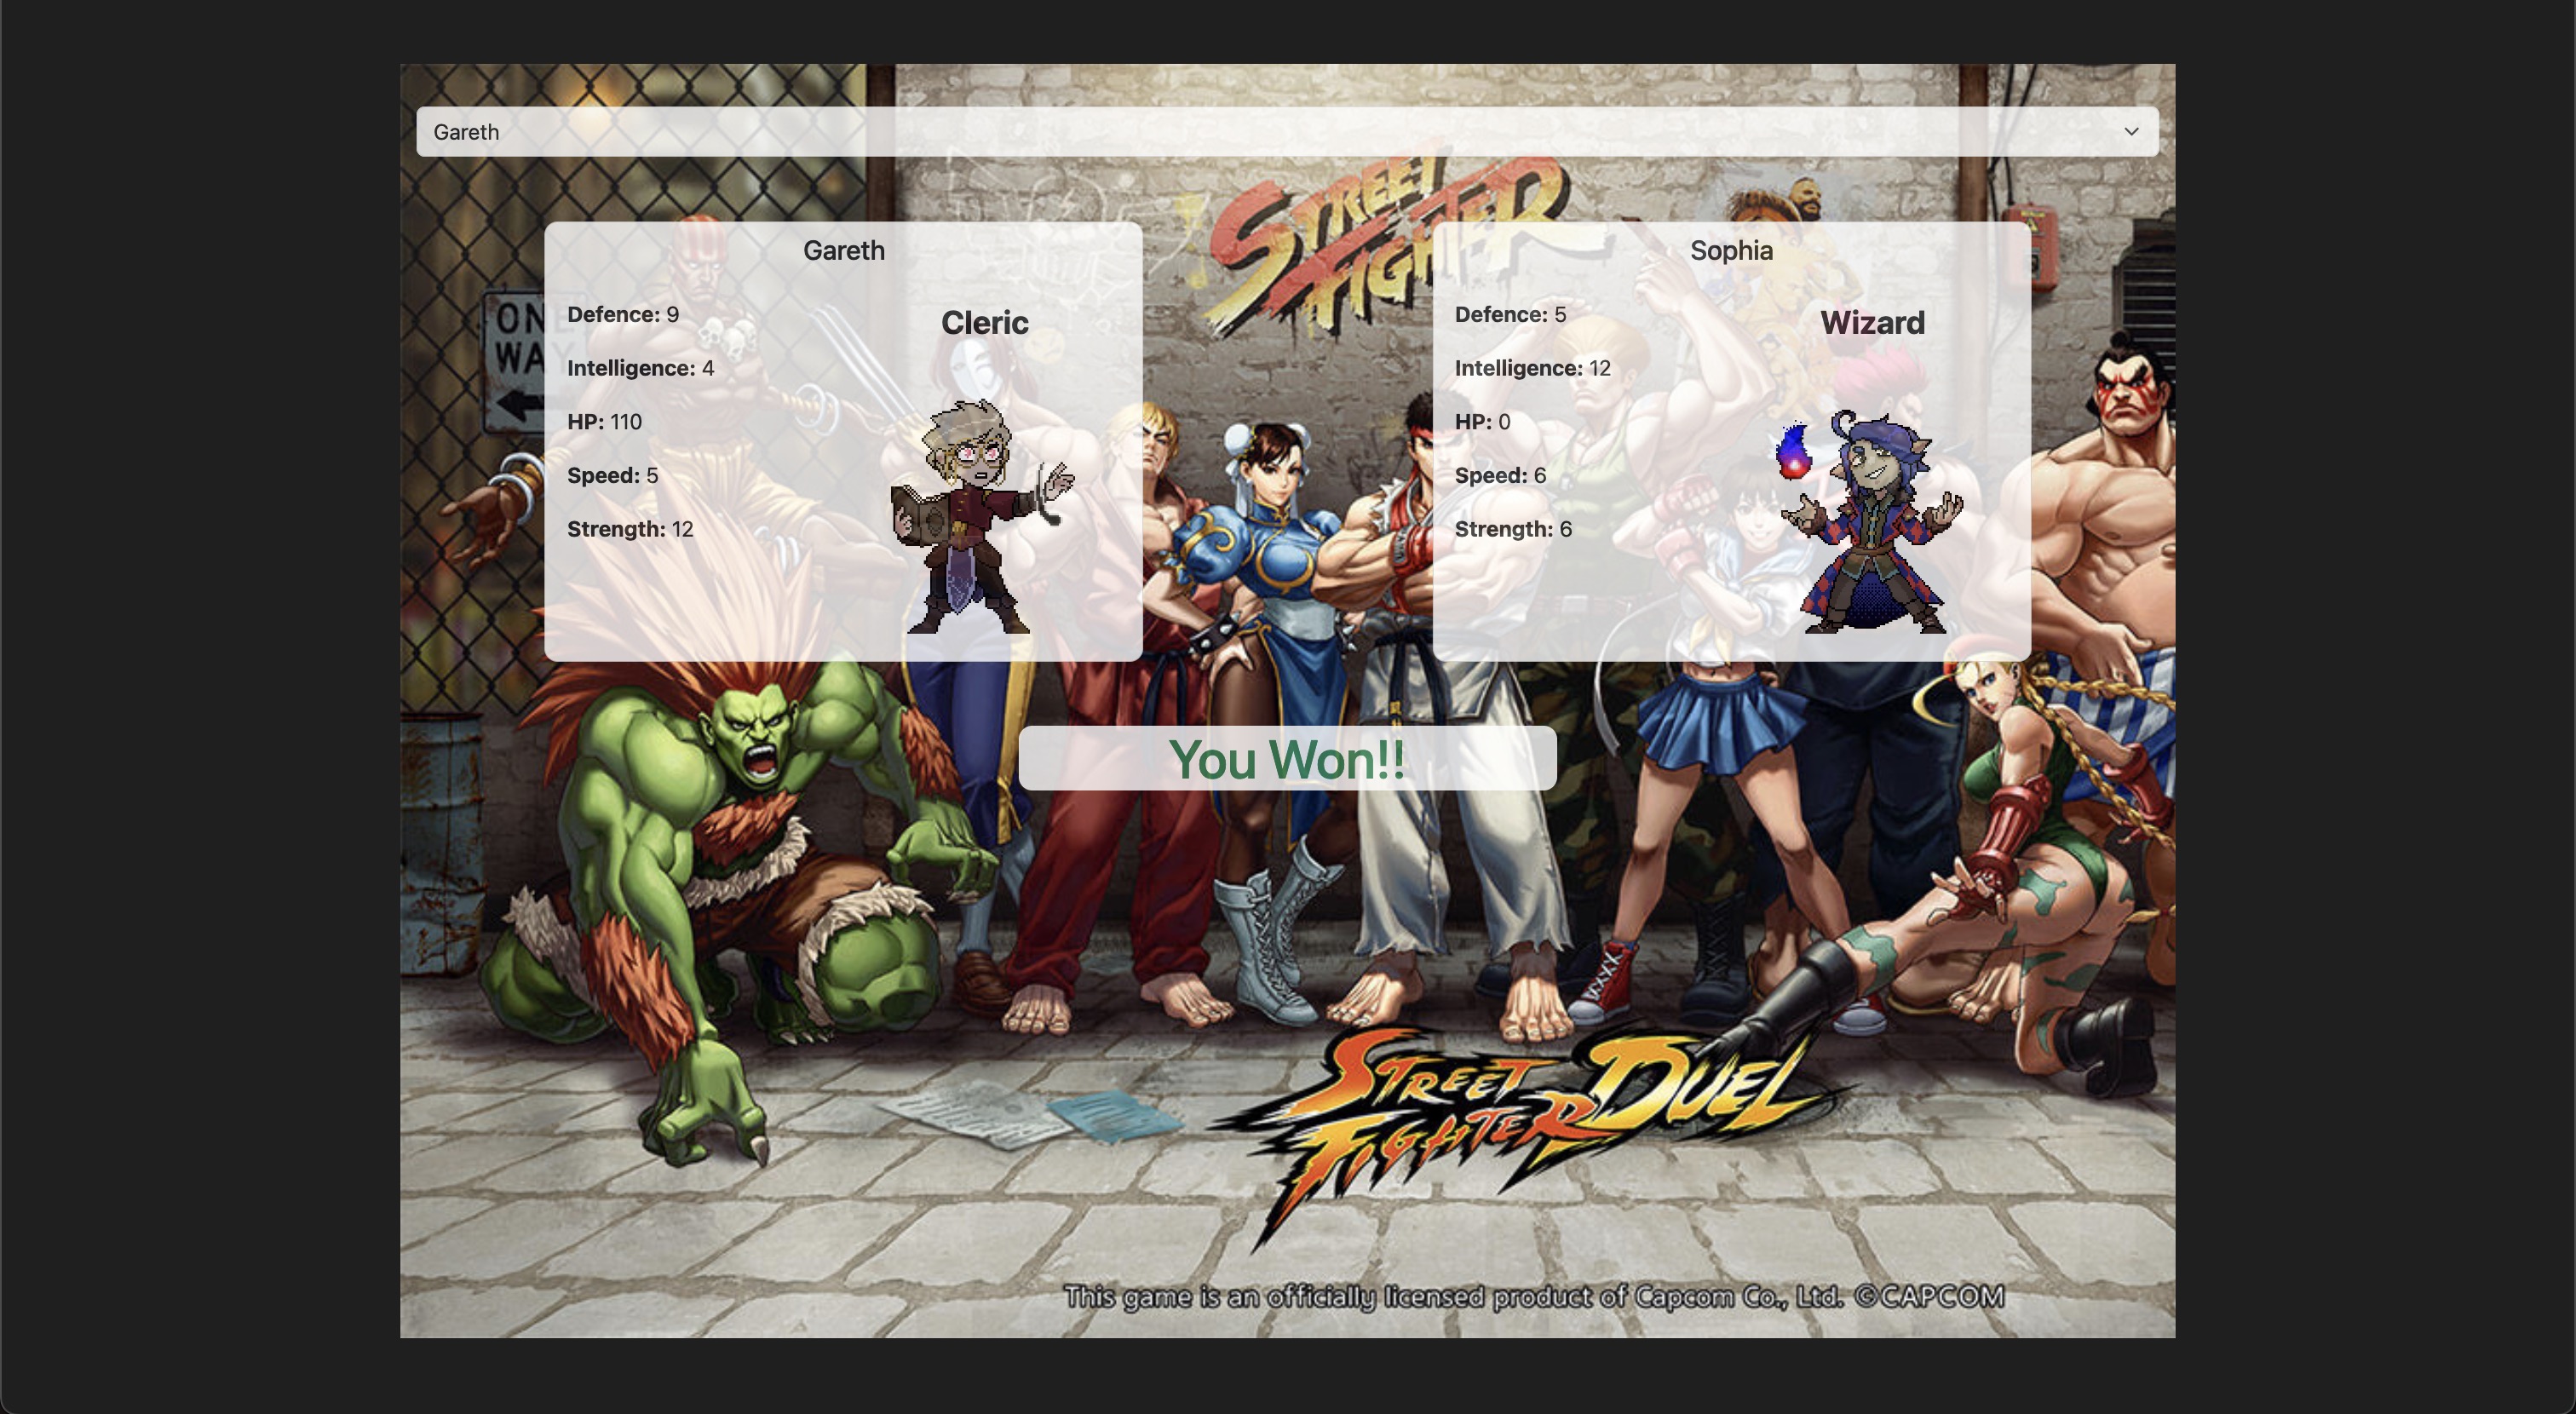 Gareth
STREET
FIGHTER
ONE
WAY
Gareth
Defence: 9
Cleric
Intelligence: 4
HP: 110
Speed: 5
Strength: 12
Sophia
Defence: 5
Wizard
Intelligence: 12
HP: 0
Speed: 6
Strength: 6
You Won!!
STREET
FIGHTER DUEL
This game is an officially licensed product of Capcom Co., Ltd. ©CAPCOM